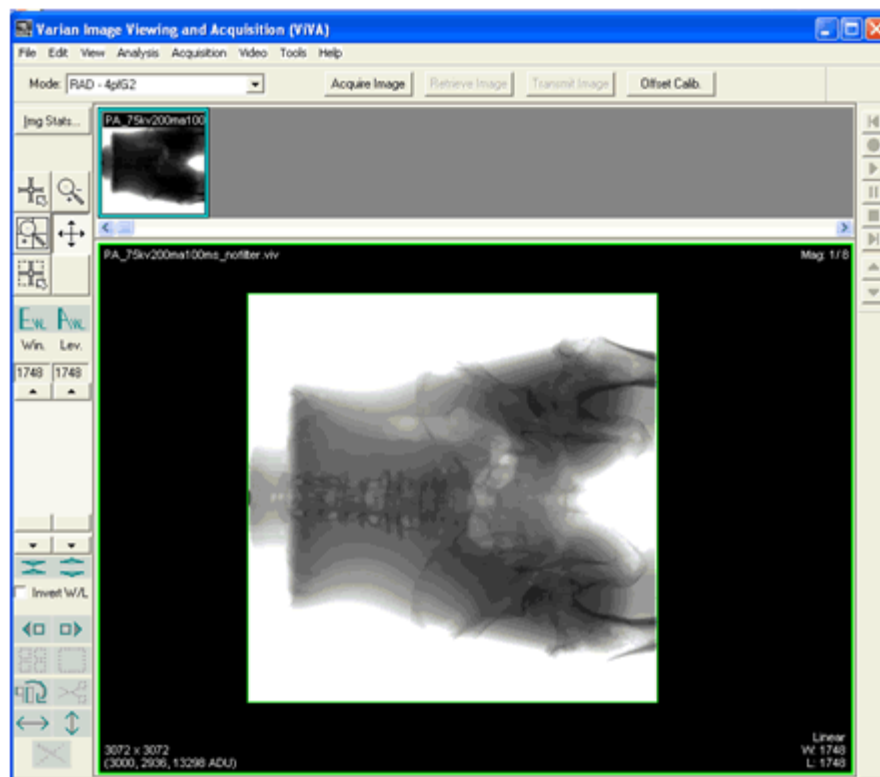 Varian Image Viewing and Acquisition (ViVA)
File Edit View Analysis Acquisition Video Tools Help
Mode: RAD - 4pfG2 Acquire Image Retrieve Image Transmit Image Offset Calib.
Img Stats...
PA_75kv200ma100
PA_75kv200ma100ms_nofilter.viv Mag: 1/8
Win. Lev.
1748 1748
Invert W/L
3072 x 3072
(3000, 2936, 13298 ADU)
Linear
W: 1748
L: 1748